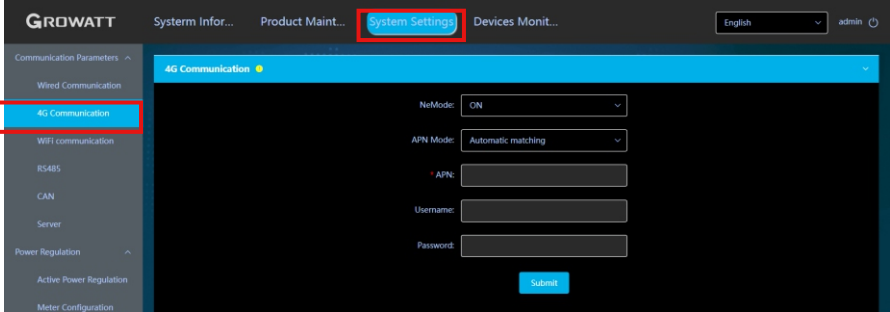 GROWATT
Systerm Infor...
Product Maint...
System Settings
Devices Monit...
English
admin
Communication Parameters
Wired Communication
4G Communication
WiFi communication
RS485
CAN
Server
Power Regulation
Active Power Regulation
Meter Configuration
4G Communication
NeMode: ON
APN Mode: Automatic matching
* APN:
Username:
Password:
Submit